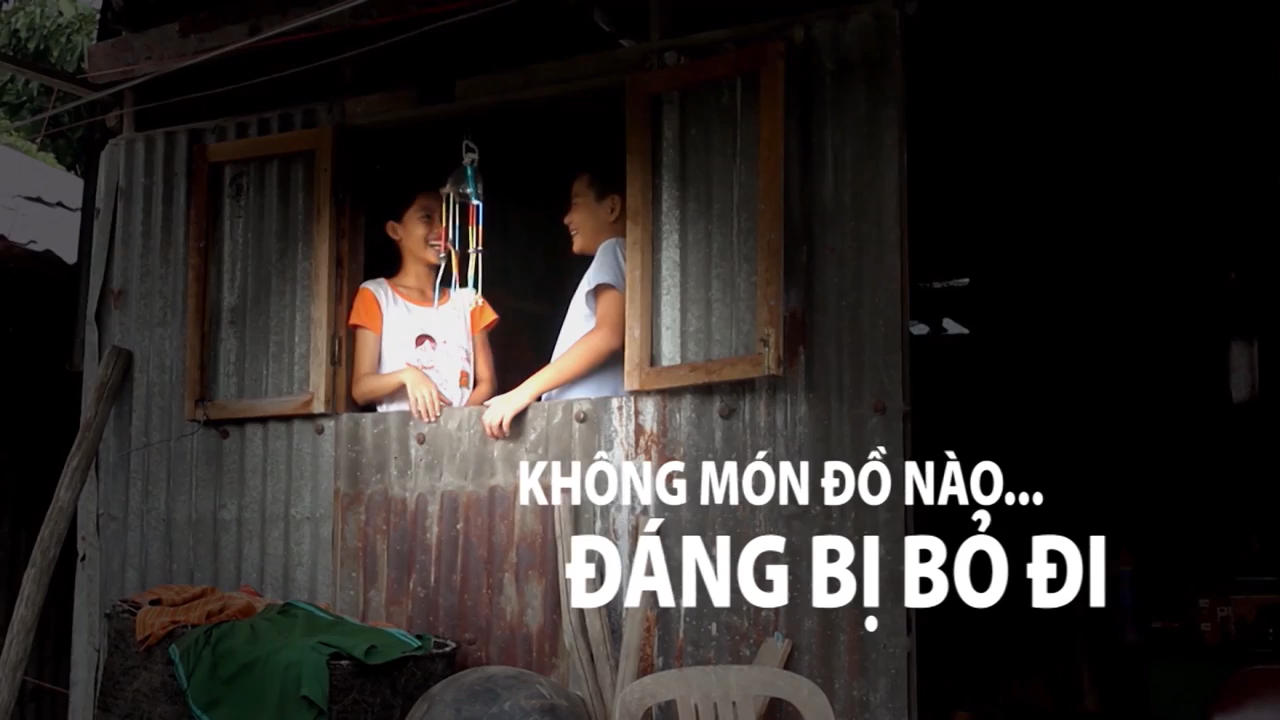 KHÔNG MÓN ĐỒ NÀO...
ĐÁNG BỊ BỎ ĐI